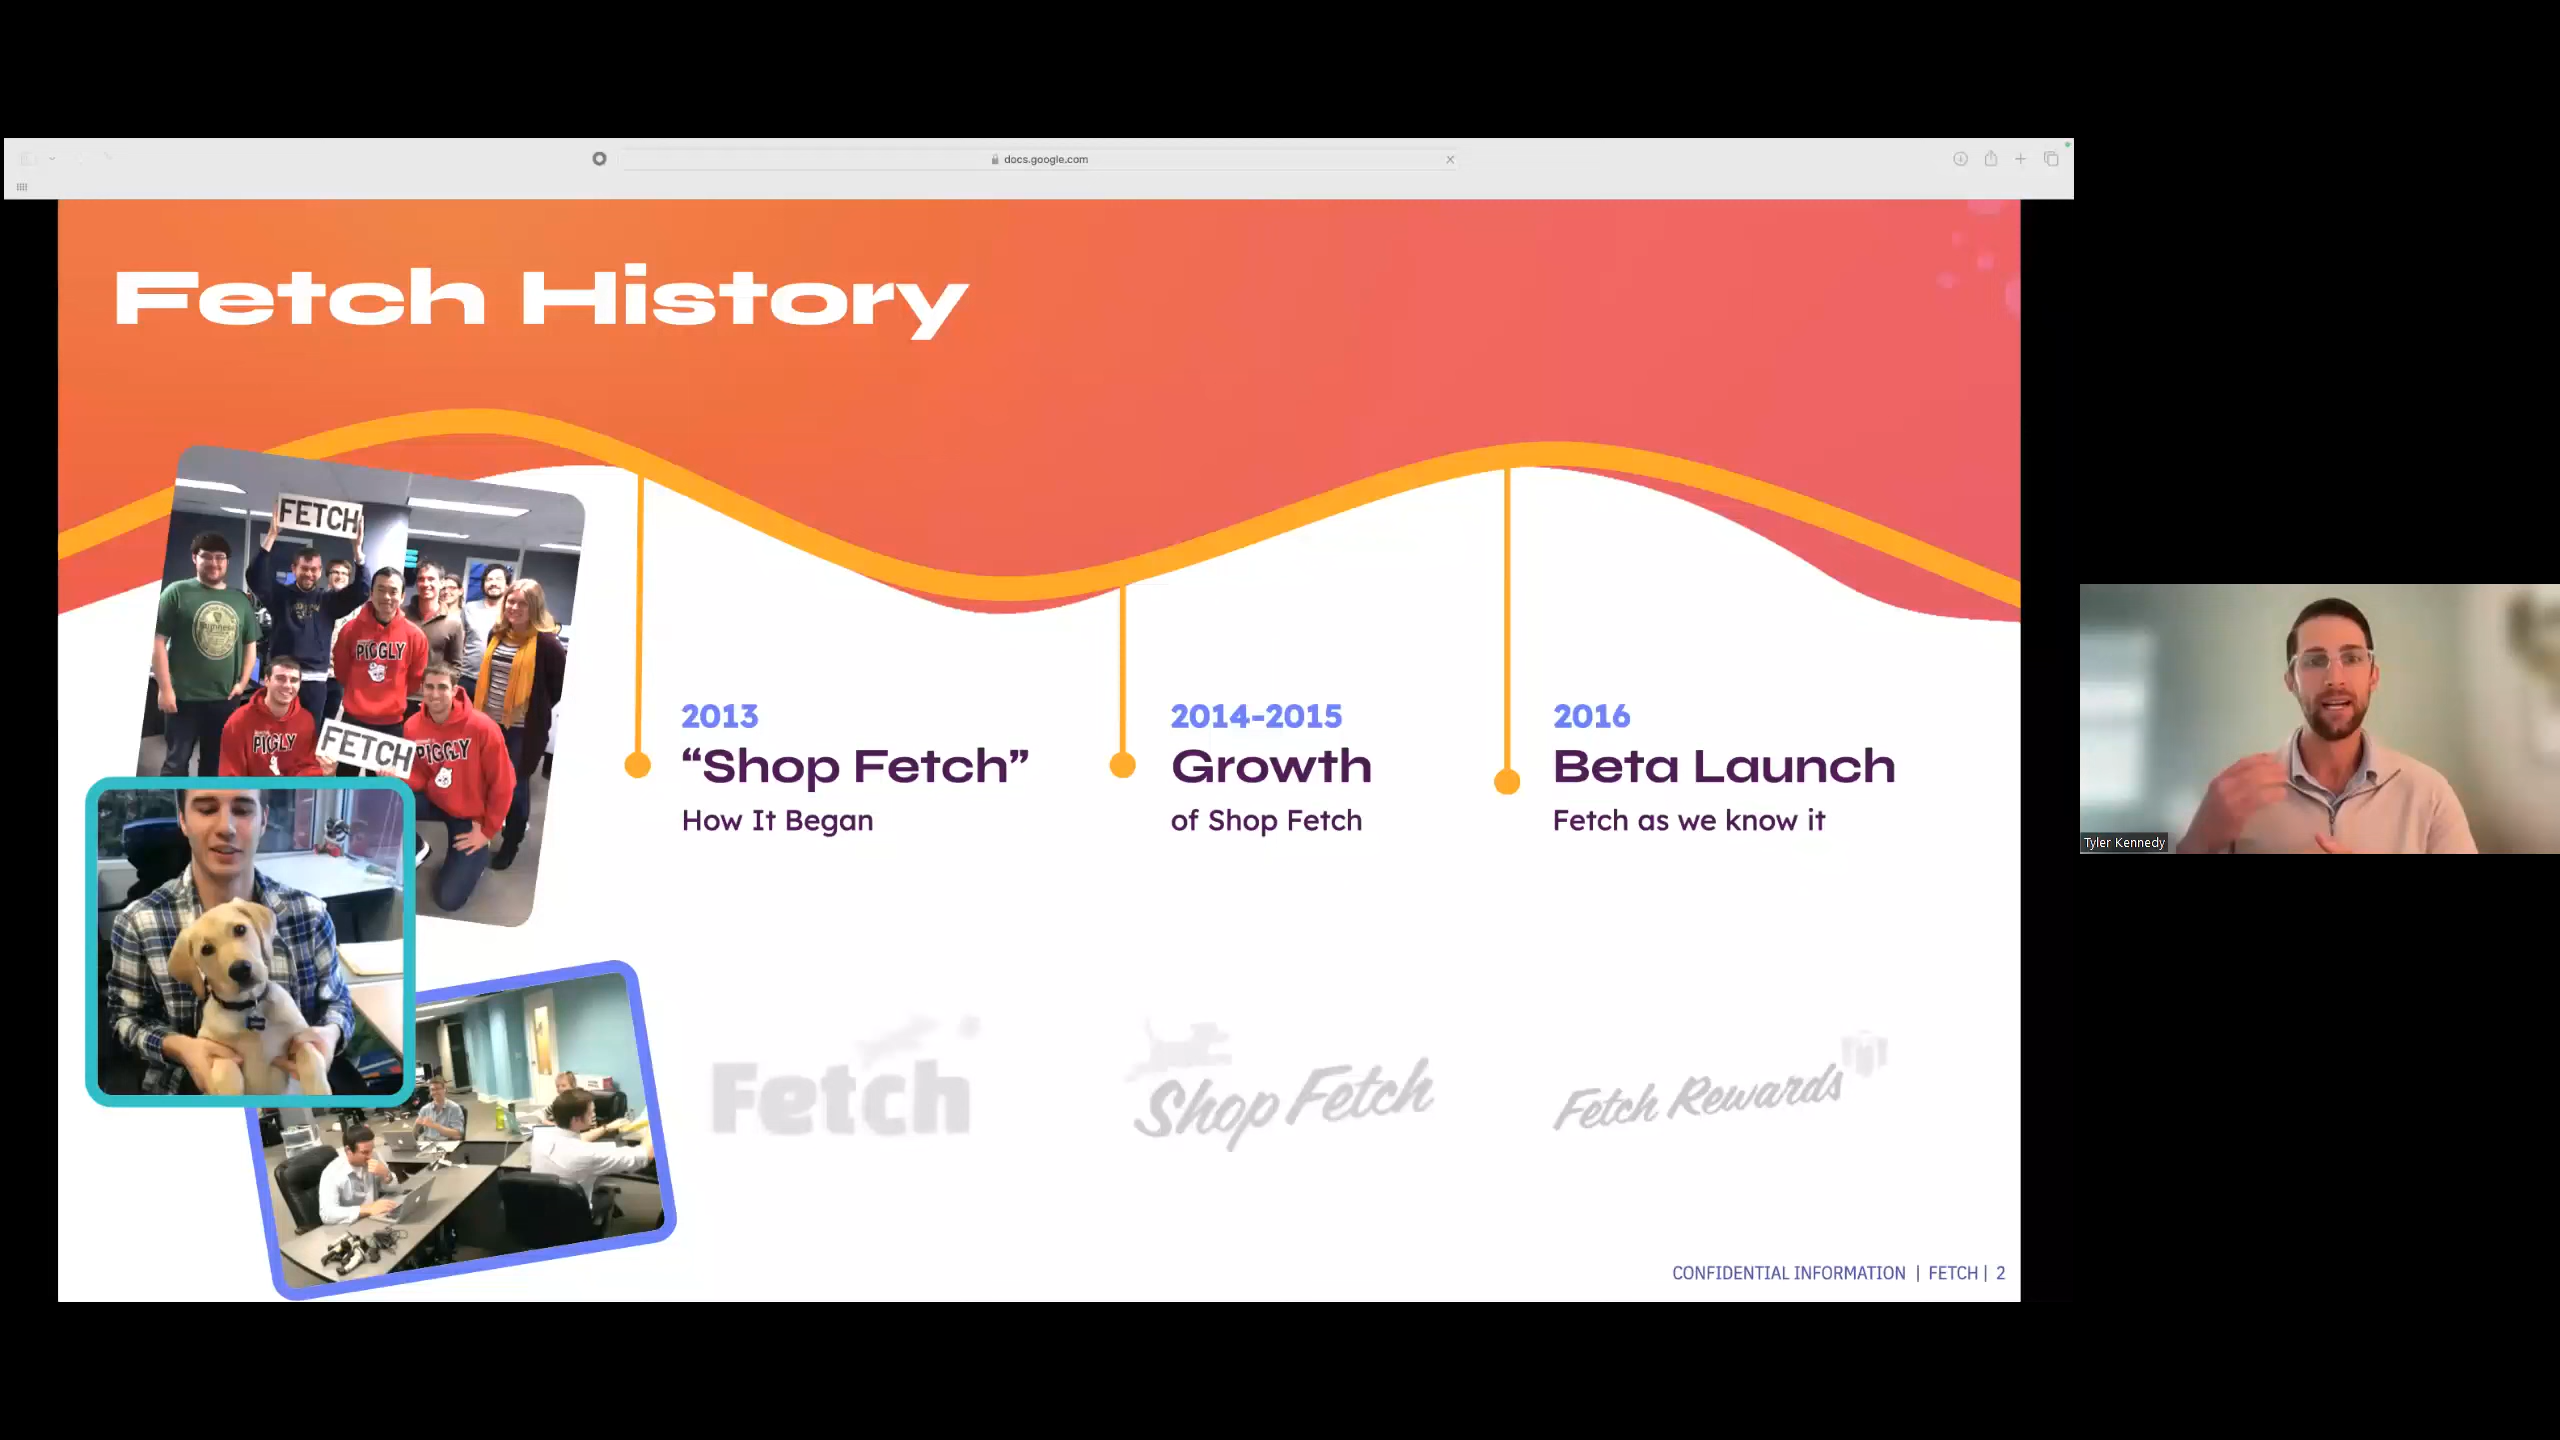 docs.google.com
Fetch History
FETCH
PIGGLY
PIGGLY
FETCH
PIGGLY
2013
“Shop Fetch”
How It Began
2014-2015
Growth
of Shop Fetch
2016
Beta Launch
Fetch as we know it
Fetch
Shop Fetch
Fetch Rewards
CONFIDENTIAL INFORMATION | FETCH | 2
Tyler Kennedy